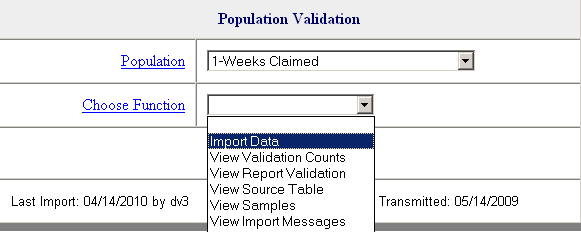 Population Validation
Population 1-Weeks Claimed
Choose Function
Import Data
View Validation Counts
View Report Validation
View Source Table
View Samples
View Import Messages
Last Import: 04/14/2010 by dv3 Transmitted: 05/14/2009